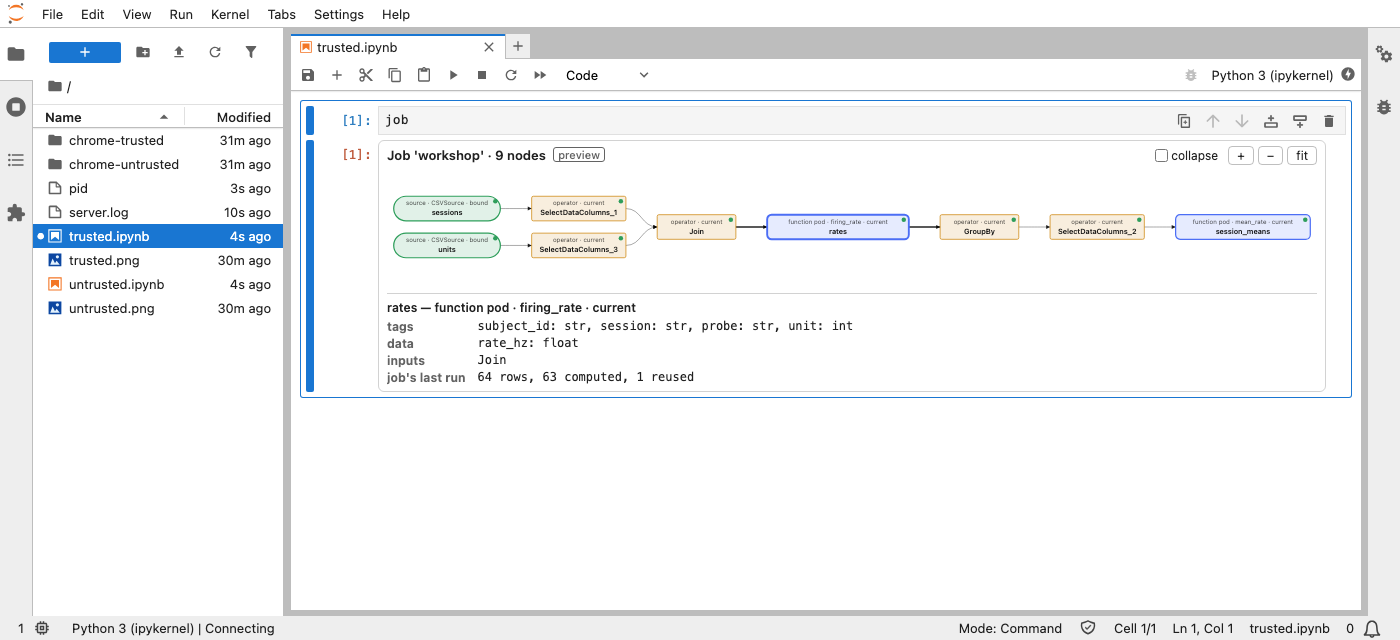 File Edit View Run Kernel Tabs Settings Help
trusted.ipynb
Code
Python 3 (ipykernel)
/
Name Modified
chrome-trusted 31m ago
chrome-untrusted 31m ago
pid 3s ago
server.log 10s ago
trusted.ipynb 4s ago
trusted.png 30m ago
untrusted.ipynb 4s ago
untrusted.png 30m ago
[1]: job
[1]: Job 'workshop' · 9 nodes preview collapse + − fit
source · CSVSource · bound
sessions
source · CSVSource · bound
units
operator · current
SelectDataColumns_1
operator · current
SelectDataColumns_3
operator · current
Join
function pod · firing_rate · current
rates
operator · current
GroupBy
operator · current
SelectDataColumns_2
function pod · mean_rate · current
session_means
rates — function pod · firing_rate · current
tags subject_id: str, session: str, probe: str, unit: int
data rate_hz: float
inputs Join
job's last run 64 rows, 63 computed, 1 reused
1 Python 3 (ipykernel) | Connecting Mode: Command Cell 1/1 Ln 1, Col 1 trusted.ipynb 0